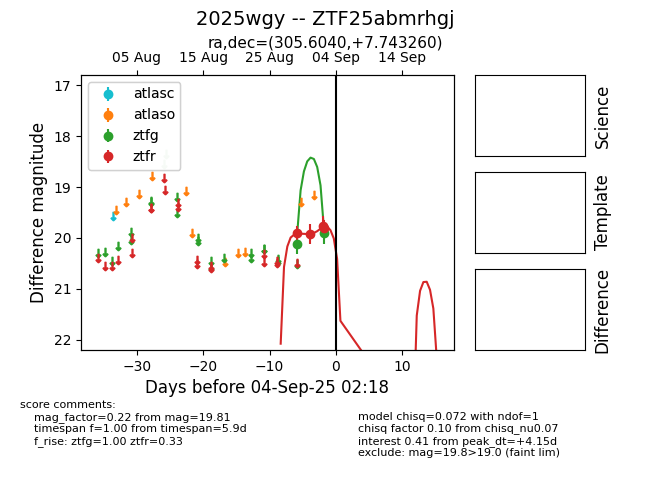 2025wgy -- ZTF25abmrhgj
ra,dec=(305.6040,+7.743260)
05 Aug 15 Aug 25 Aug 04 Sep 14 Sep
atlasc
atlaso
ztfg
ztfr
17
18
19
20
21
22
Difference magnitude
−30 −20 −10 0 10
Days before 04-Sep-25 02:18
Science
Template
Difference
score comments:
mag_factor=0.22 from mag=19.81
timespan f=1.00 from timespan=5.9d
f_rise: ztfg=1.00 ztfr=0.33
model chisq=0.072 with ndof=1
chisq factor 0.10 from chisq_nu0.07
interest 0.41 from peak_dt=+4.15d
exclude: mag=19.8>19.0 (faint lim)